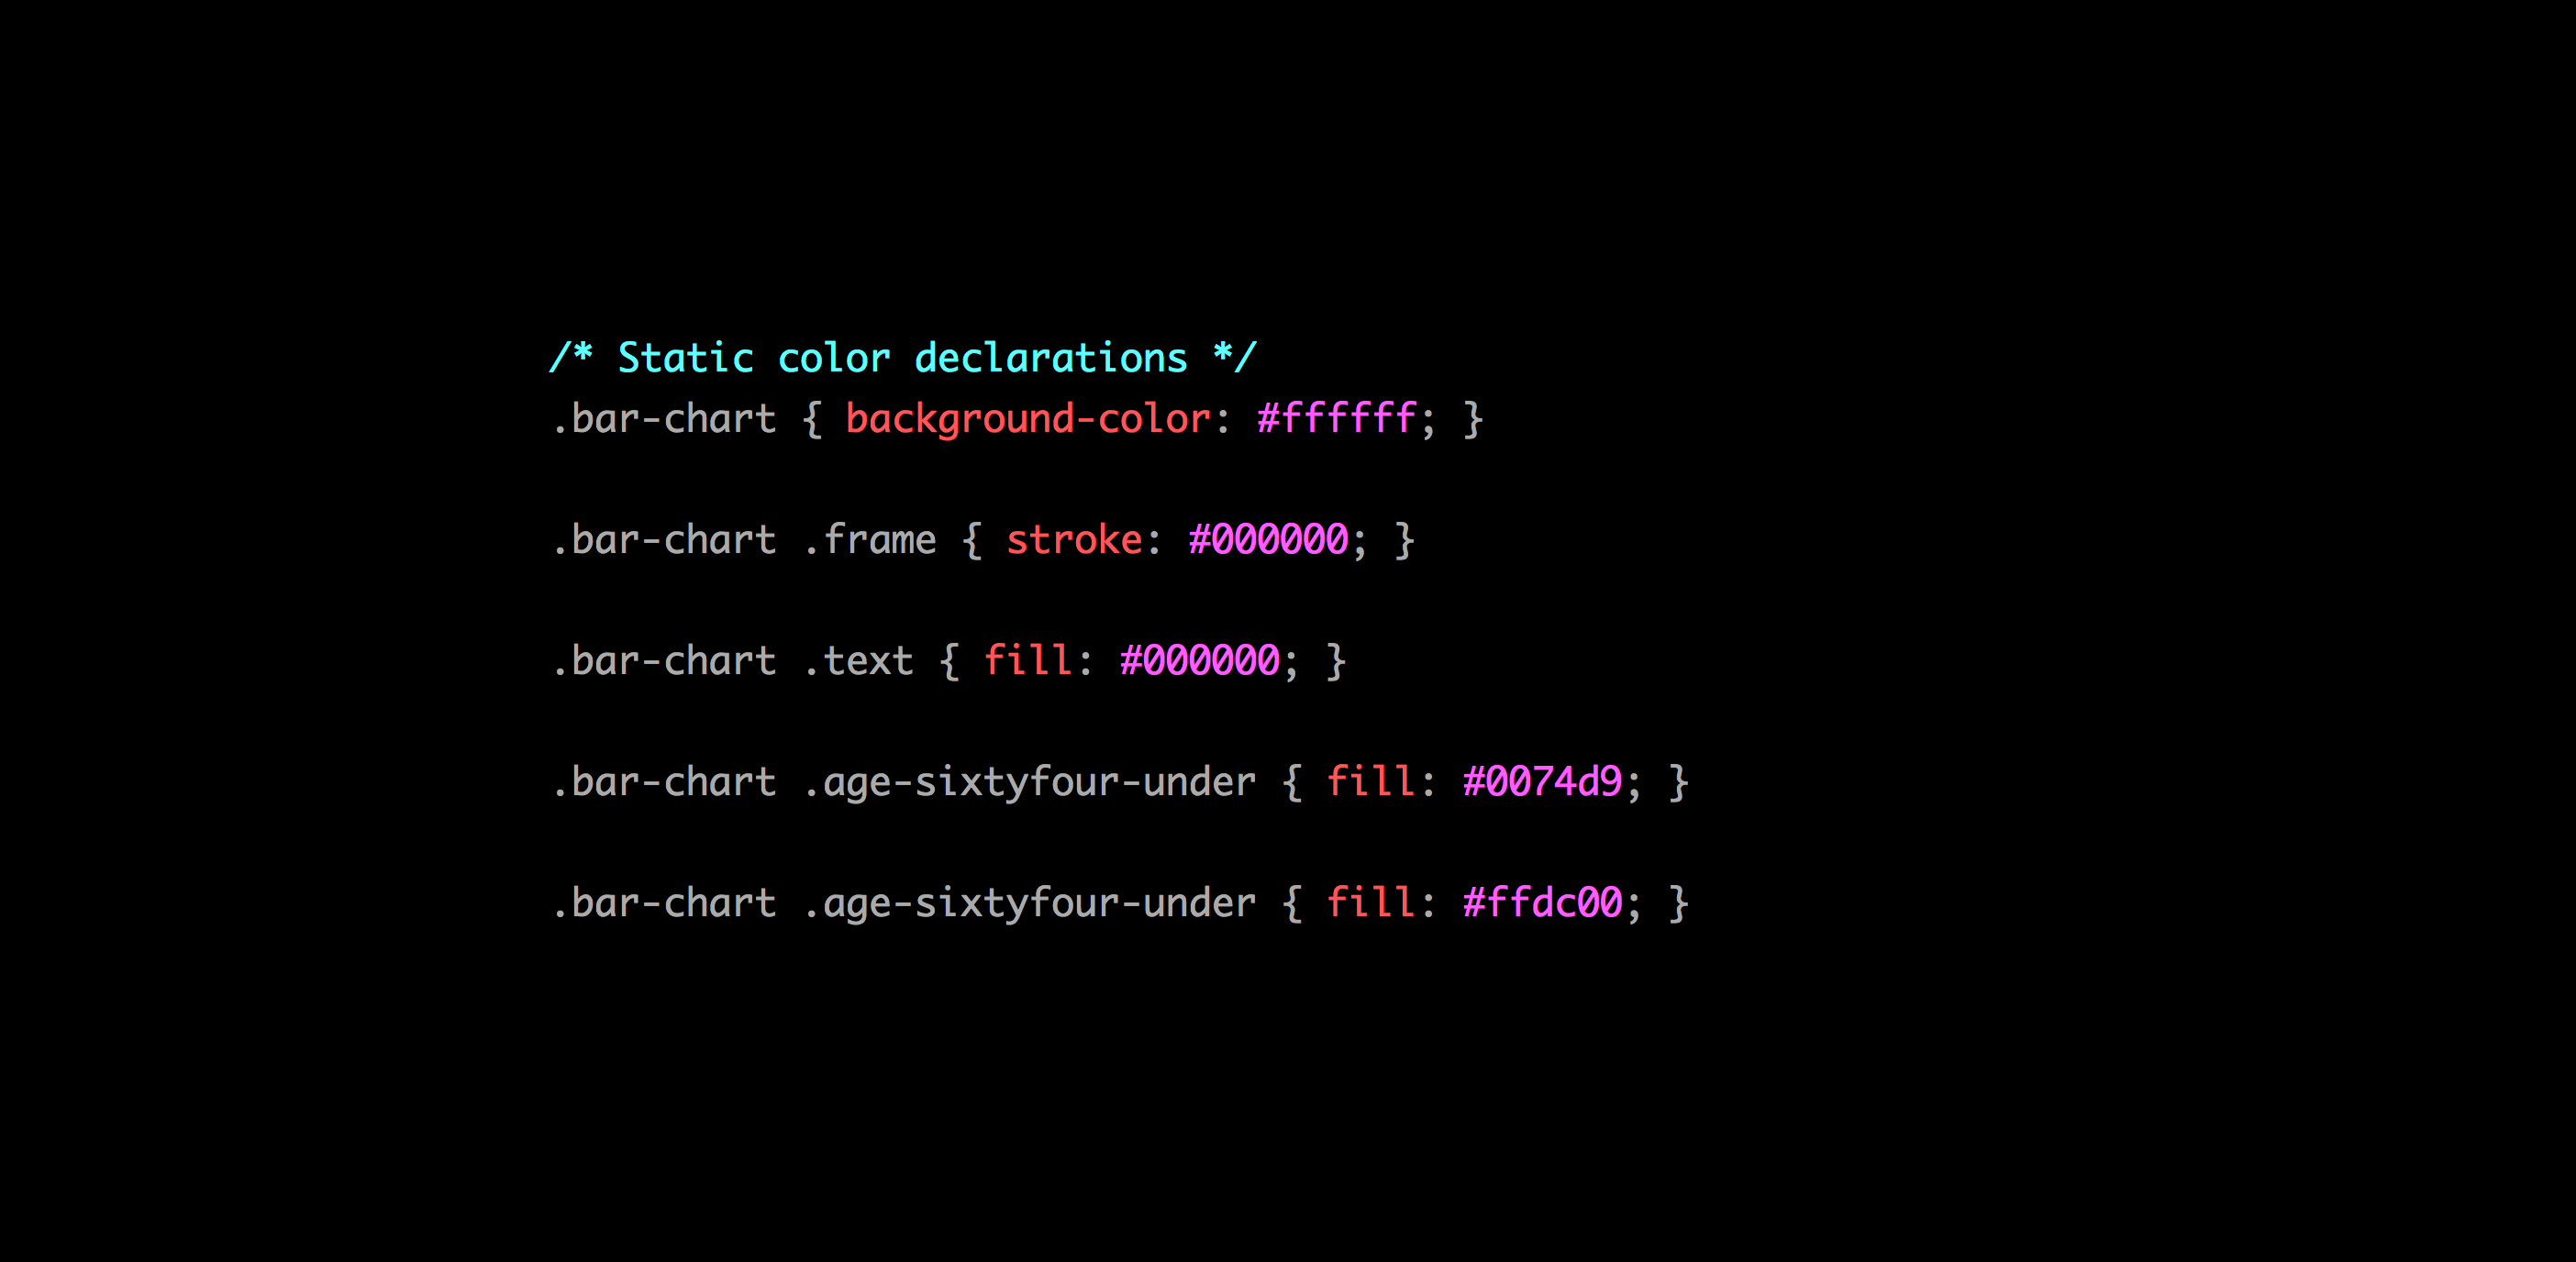 /* Static color declarations */
.bar-chart { background-color: #ffffff; }
.bar-chart .frame { stroke: #000000; }
.bar-chart .text { fill: #000000; }
.bar-chart .age-sixtyfour-under { fill: #0074d9; }
.bar-chart .age-sixtyfour-under { fill: #ffdc00; }